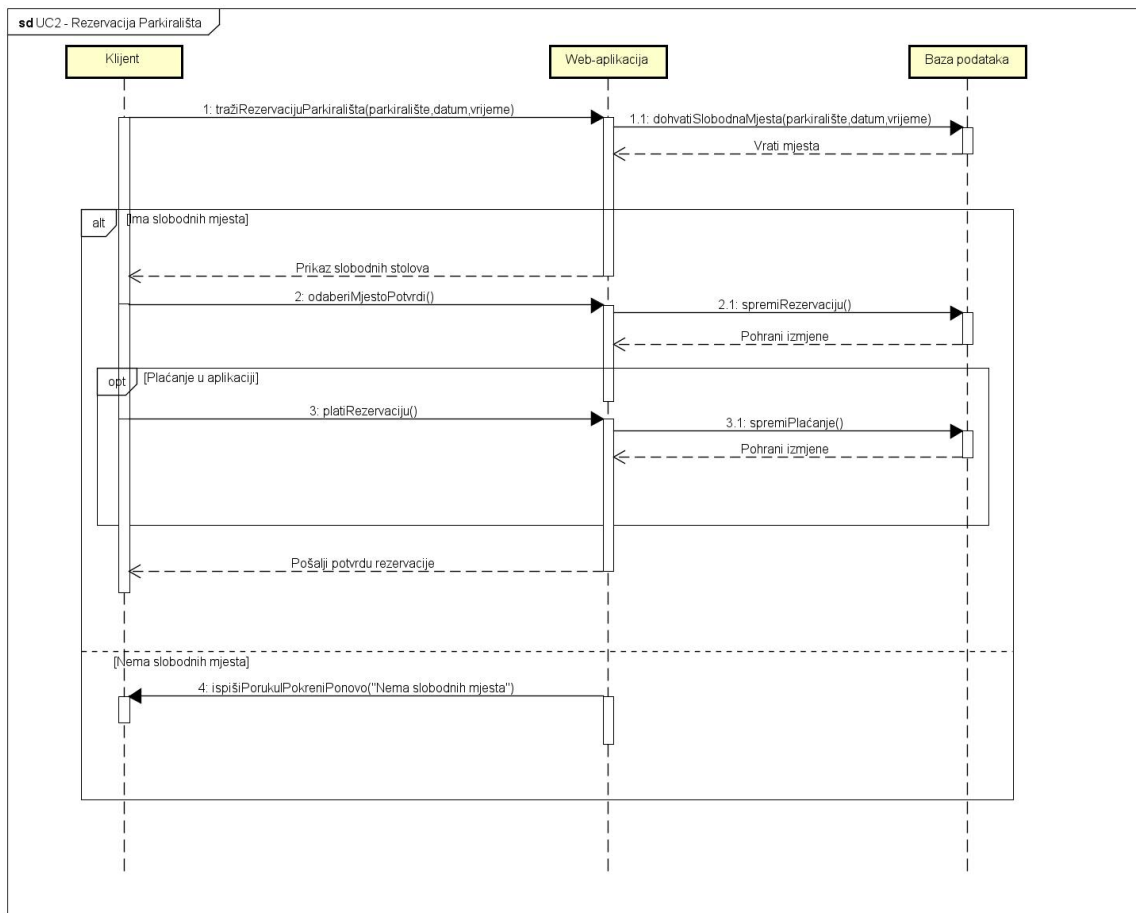 sd UC2 - Rezervacija Parkirališta
Klijent
Web-aplikacija
Baza podataka
1: tražiRezervacijuParkirališta(parkiralište,datum,vrijeme)
1.1: dohvatiSlobodnaMjesta(parkiralište,datum,vrijeme)
Vrati mjesta
alt
[Ima slobodnih mjesta]
Prikaz slobodnih stolova
2: odaberiMjestoPotvrdi()
2.1: spremiRezervaciju()
Pohrani izmjene
opt
[Plaćanje u aplikaciji]
3: platiRezervaciju()
3.1: spremiPlaćanje()
Pohrani izmjene
Pošalji potvrdu rezervacije
[Nema slobodnih mjesta]
4: ispišiPorukuIPokreniPonovo("Nema slobodnih mjesta")